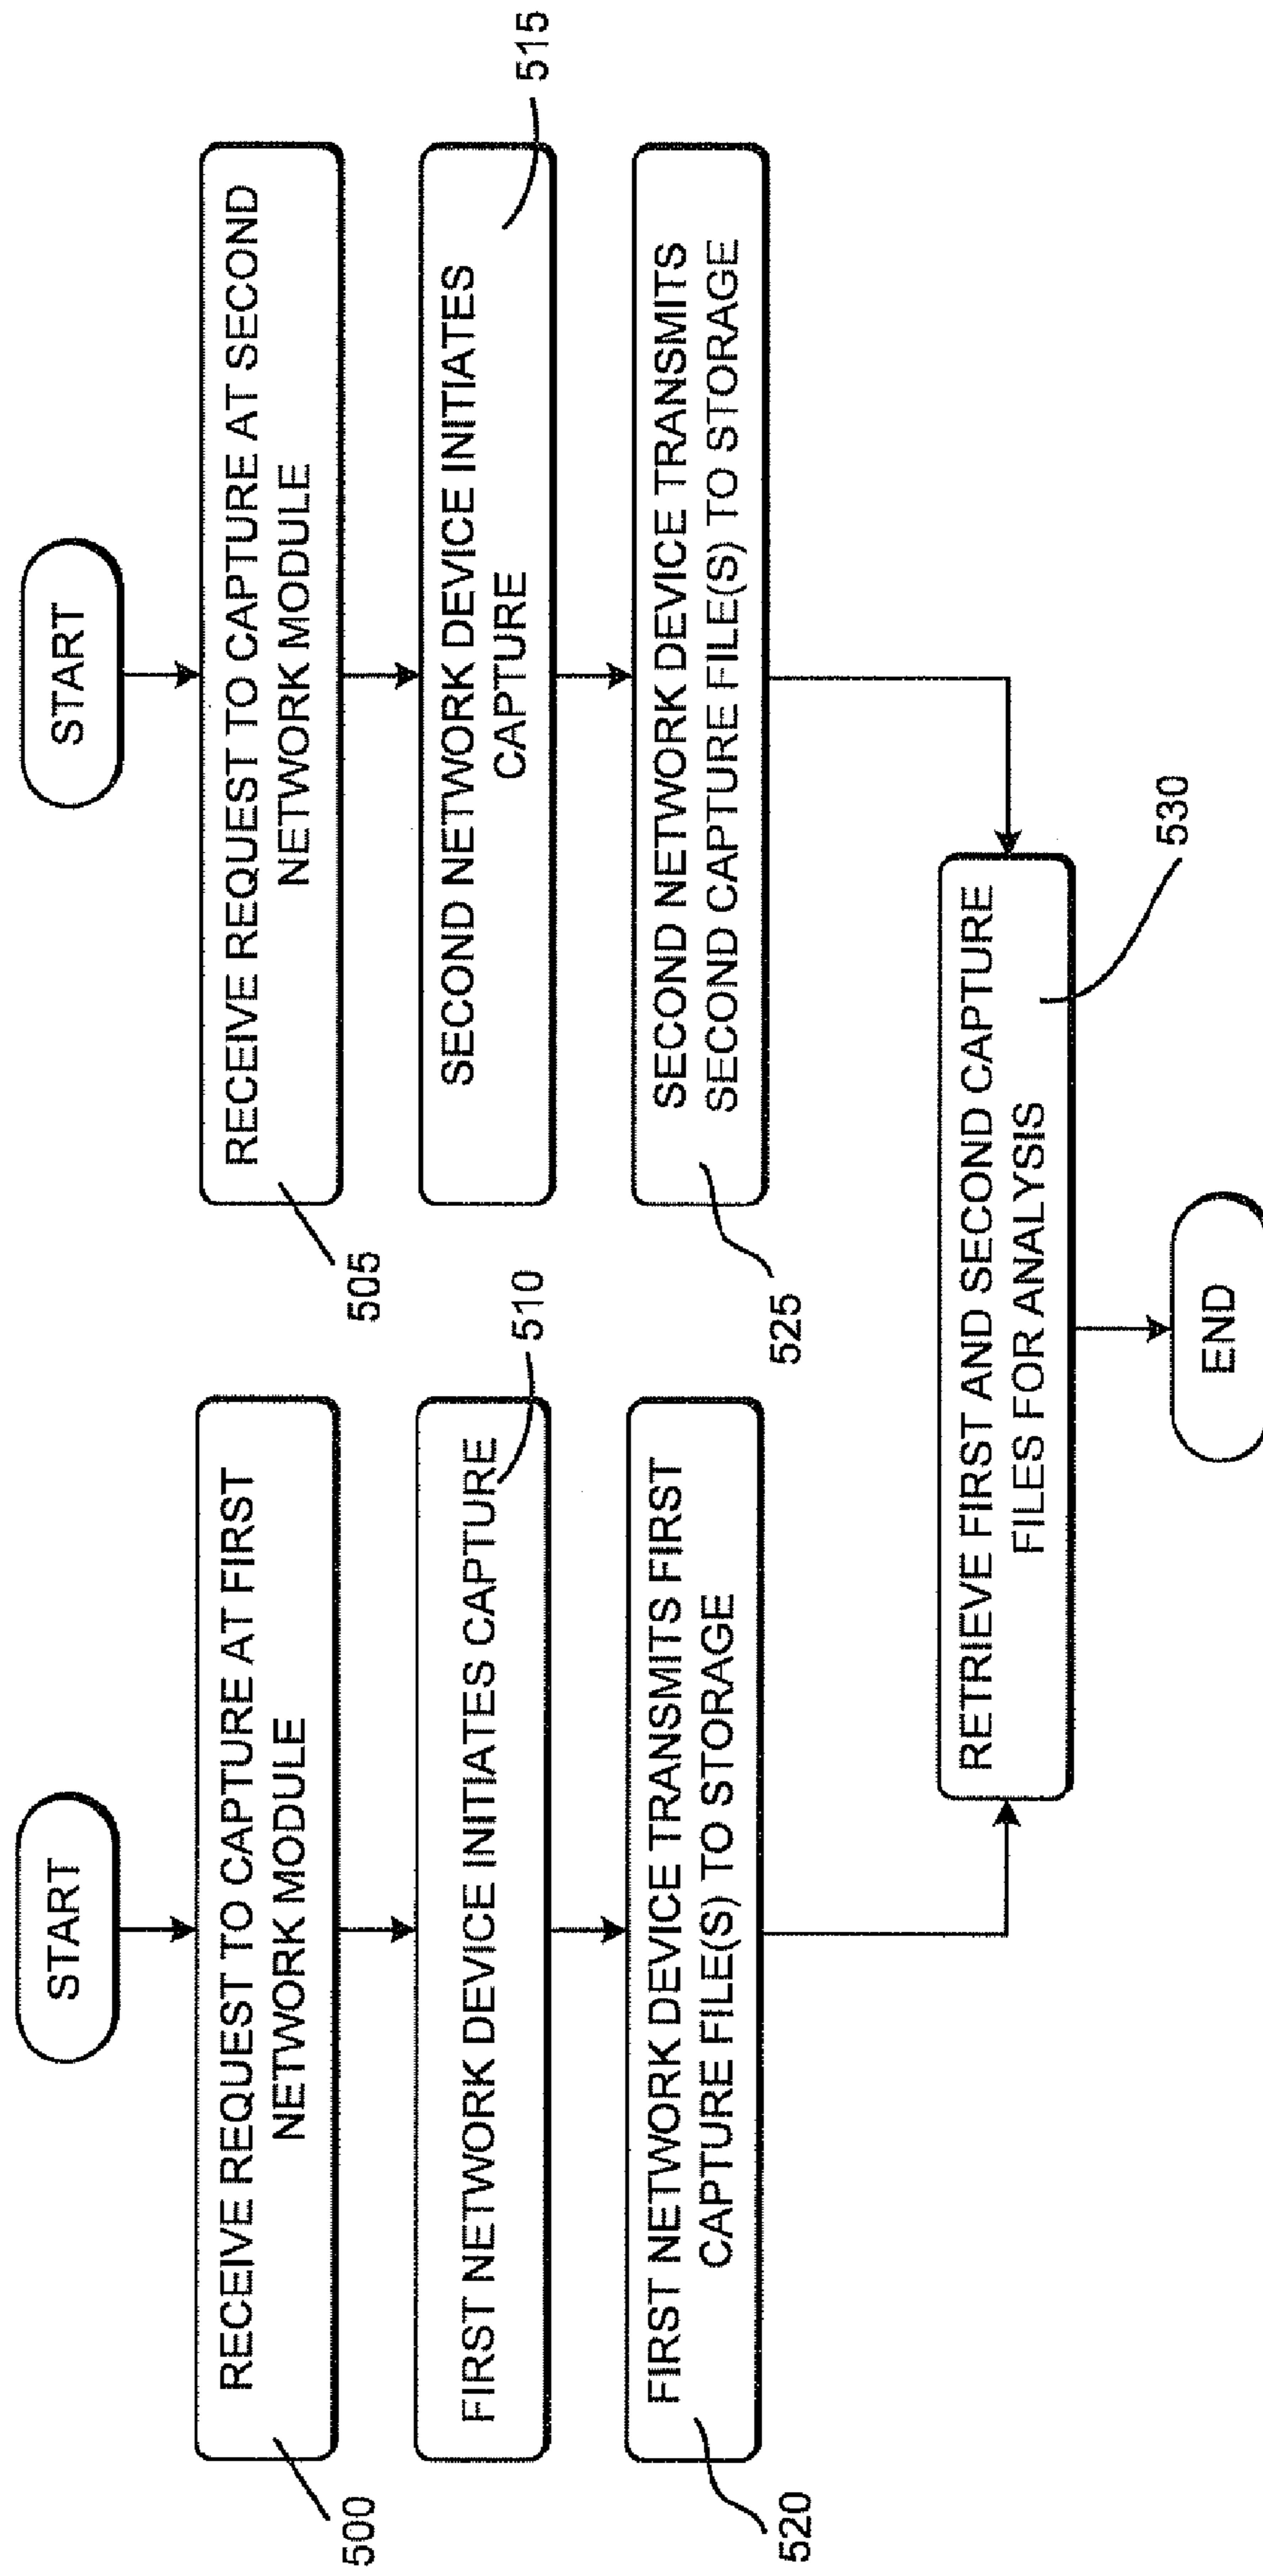 START
RECEIVE REQUEST TO CAPTURE AT FIRST
NETWORK MODULE
500
FIRST NETWORK DEVICE INITIATES CAPTURE
510
FIRST NETWORK DEVICE TRANSMITS FIRST
CAPTURE FILE(S) TO STORAGE
520
START
RECEIVE REQUEST TO CAPTURE AT SECOND
NETWORK MODULE
505
SECOND NETWORK DEVICE INITIATES
CAPTURE
515
SECOND NETWORK DEVICE TRANSMITS
SECOND CAPTURE FILE(S) TO STORAGE
525
RETRIEVE FIRST AND SECOND CAPTURE
FILES FOR ANALYSIS
530
END